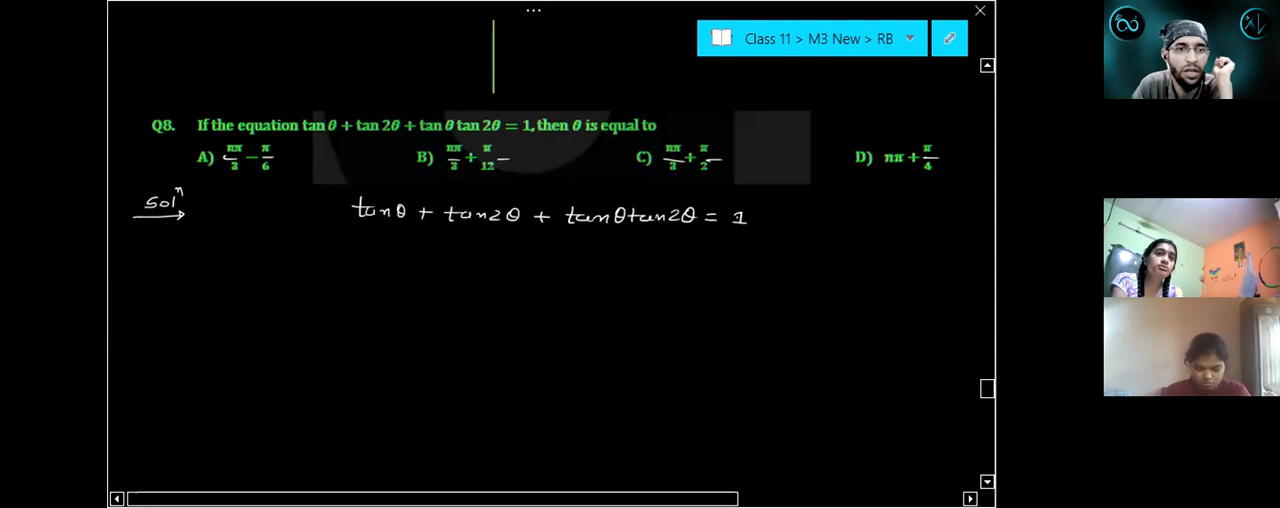 ...
Class 11 > M3 New > RB
Q8. If the equation tan θ + tan 2θ + tan θ tan 2θ = 1, then θ is equal to
A) nπ/3 − π/6 B) nπ/3 + π/12 C) nπ/3 + π/2 D) nπ + π/4
Solⁿ
tanθ + tan2θ + tanθtan2θ = 1